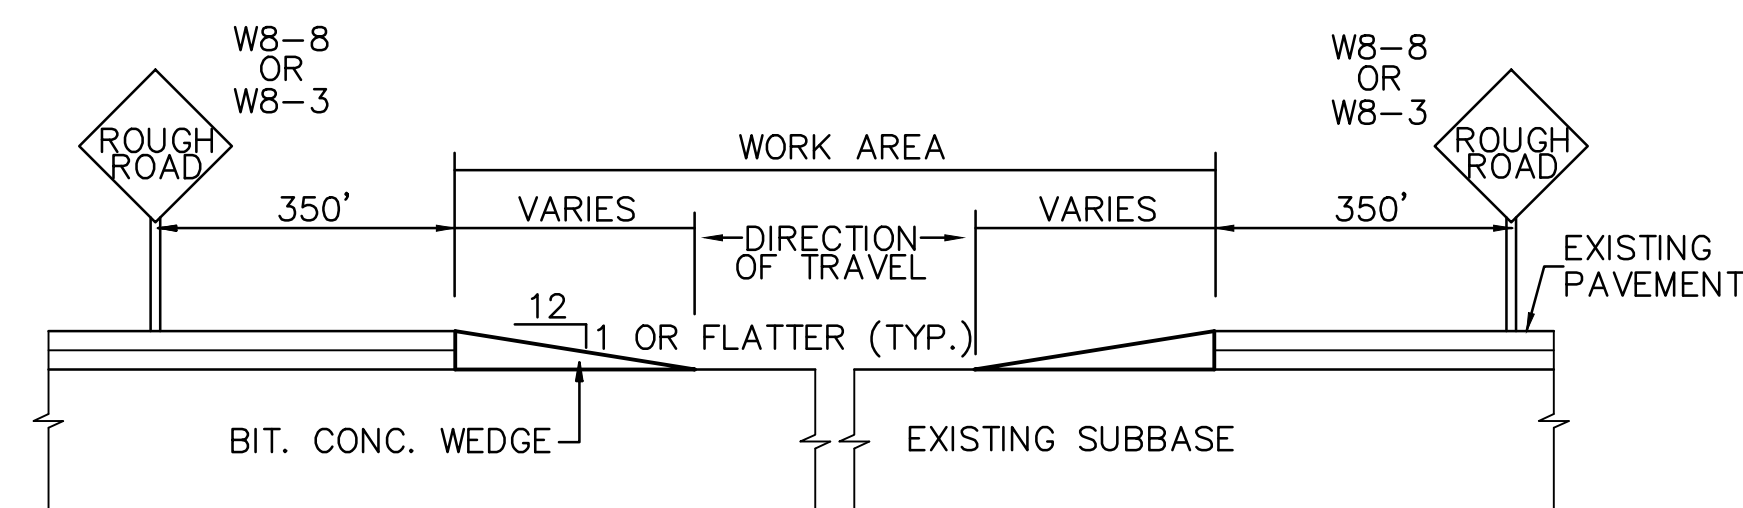 W8-8
OR
W8-3
ROUGH
ROAD
W8-8
OR
W8-3
ROUGH
ROAD
WORK AREA
350'
VARIES
VARIES
350'
DIRECTION
OF TRAVEL
EXISTING
PAVEMENT
12
1 OR FLATTER (TYP.)
BIT. CONC. WEDGE
EXISTING SUBBASE